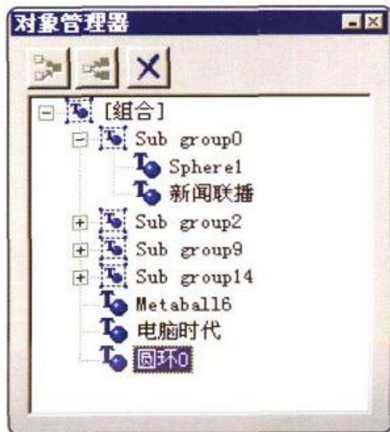 对象管理器
[组合]
Sub group0
Sphere1
新闻联播
Sub group2
Sub group9
Sub group14
Metaball6
电脑时代
圆环0